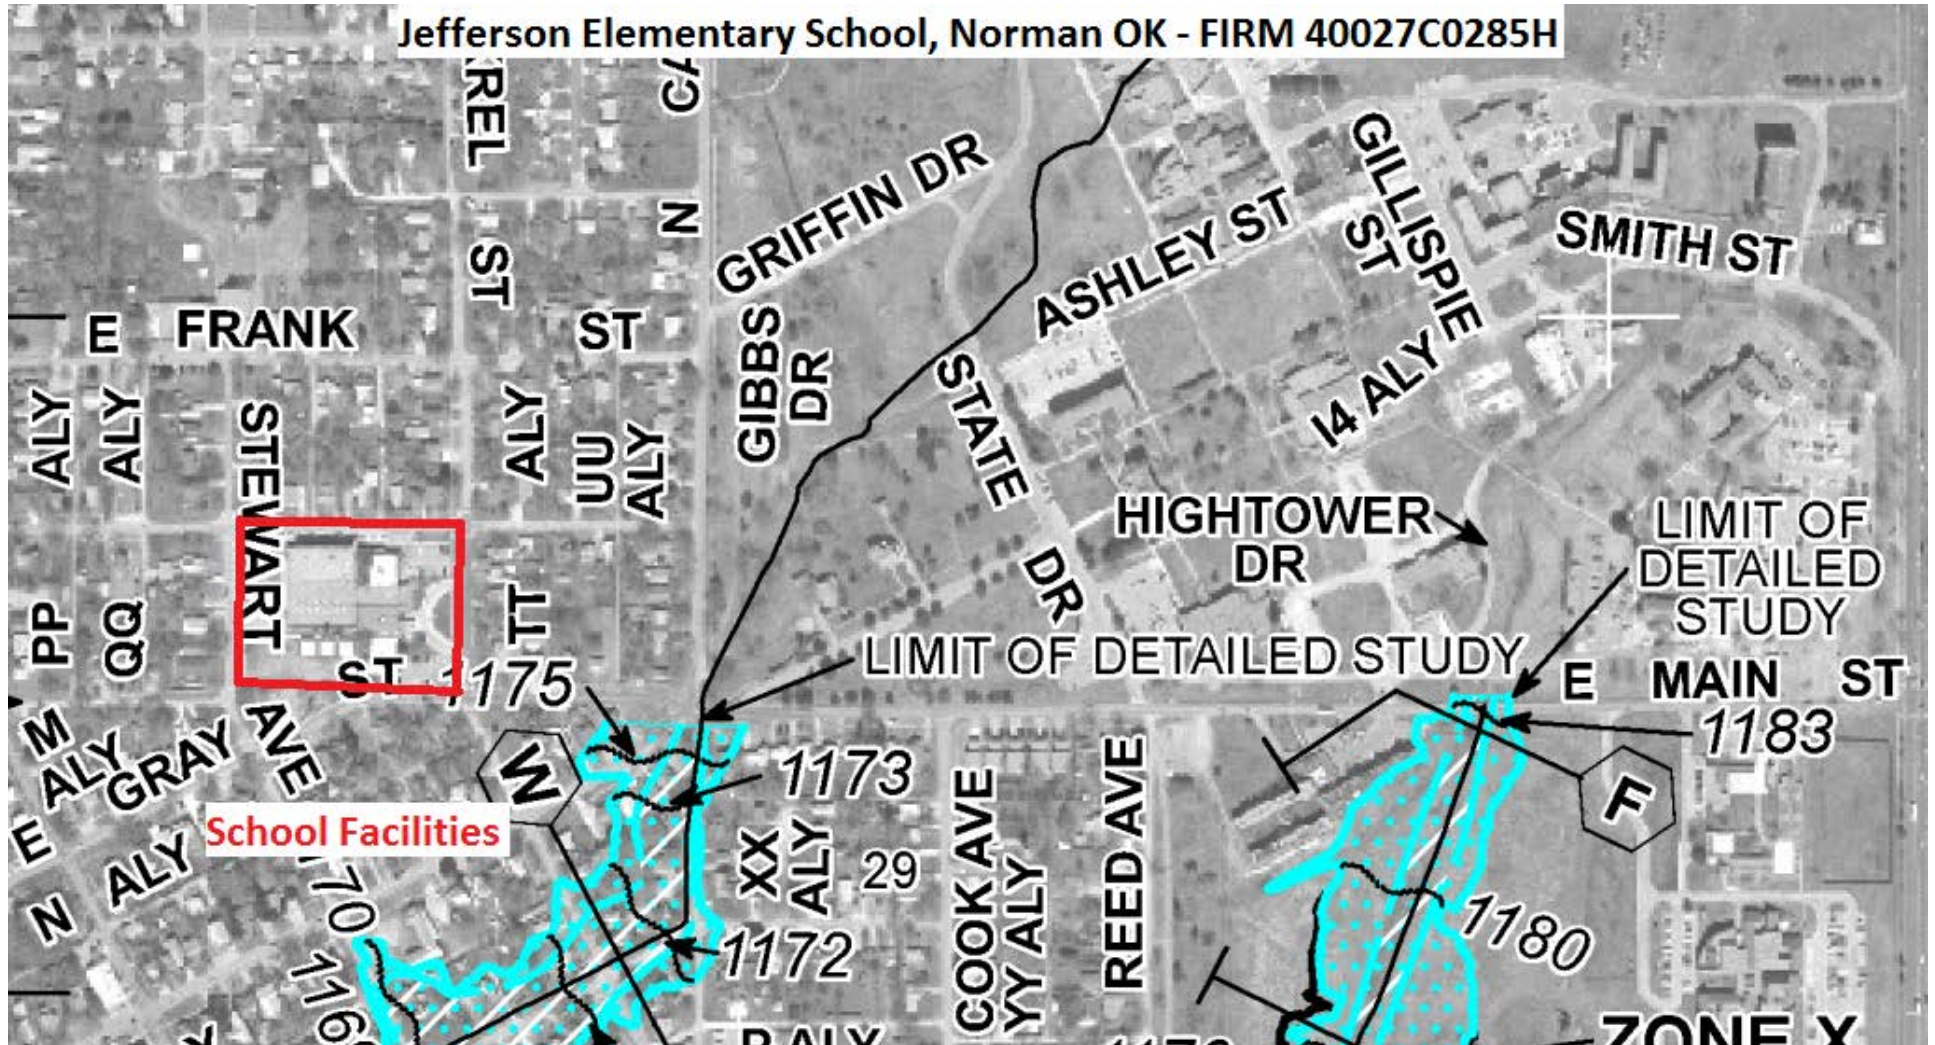 Jefferson Elementary School, Norman OK - FIRM 40027C0285H
ST
N
GRIFFIN DR
ASHLEY ST
GILLISPIE
ST
SMITH ST
E FRANK ST
GIBBS
DR
STATE
DR
I4 ALY
ALY
ALY
STEWART
AVE
ALY
UU
ALY
HIGHTOWER
DR
LIMIT OF
DETAILED
STUDY
PP
QQ
TT
ST
1175
LIMIT OF DETAILED STUDY
E MAIN ST
1183
M
ALY
GRAY
W
1173
F
School Facilities
E
N ALY
XX
ALY
29
COOK AVE
YY ALY
REED AVE
1172
1180
ZONE X